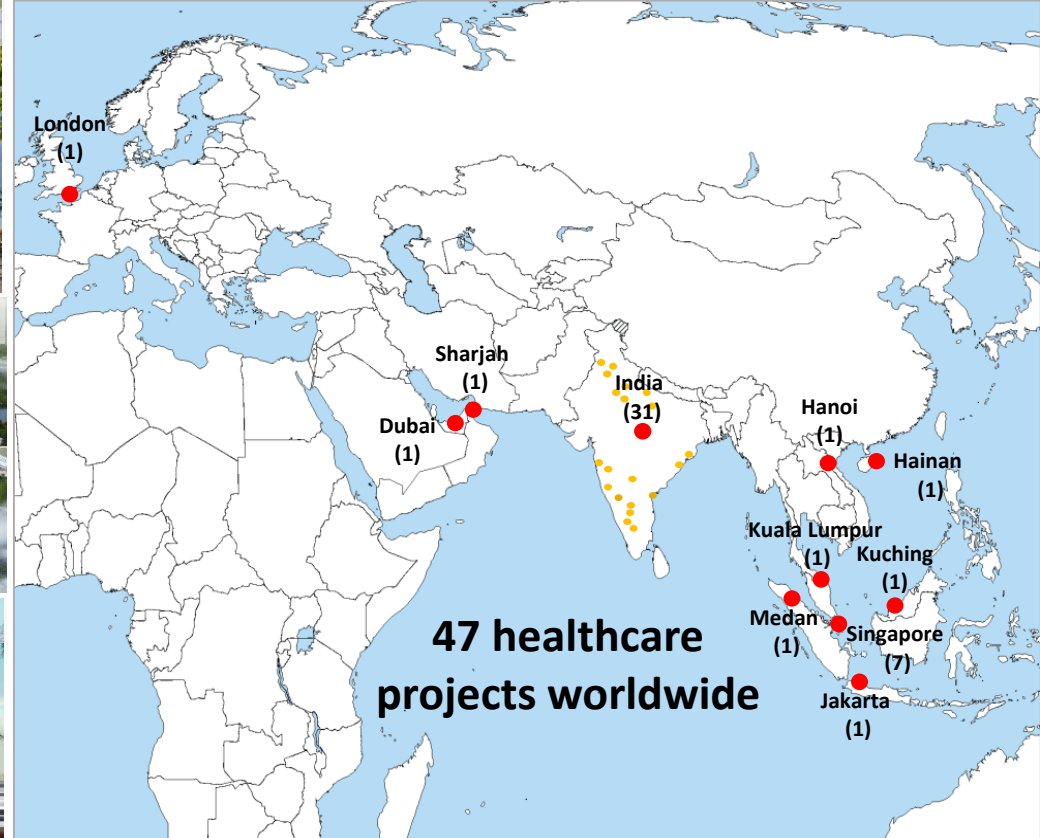 London
(1)
Sharjah
(1)
Dubai
(1)
India
(31)
Hanoi
(1)
Hainan
(1)
Kuala Lumpur
(1)
Kuching
(1)
Medan
(1)
Singapore
(7)
Jakarta
(1)
47 healthcare
projects worldwide